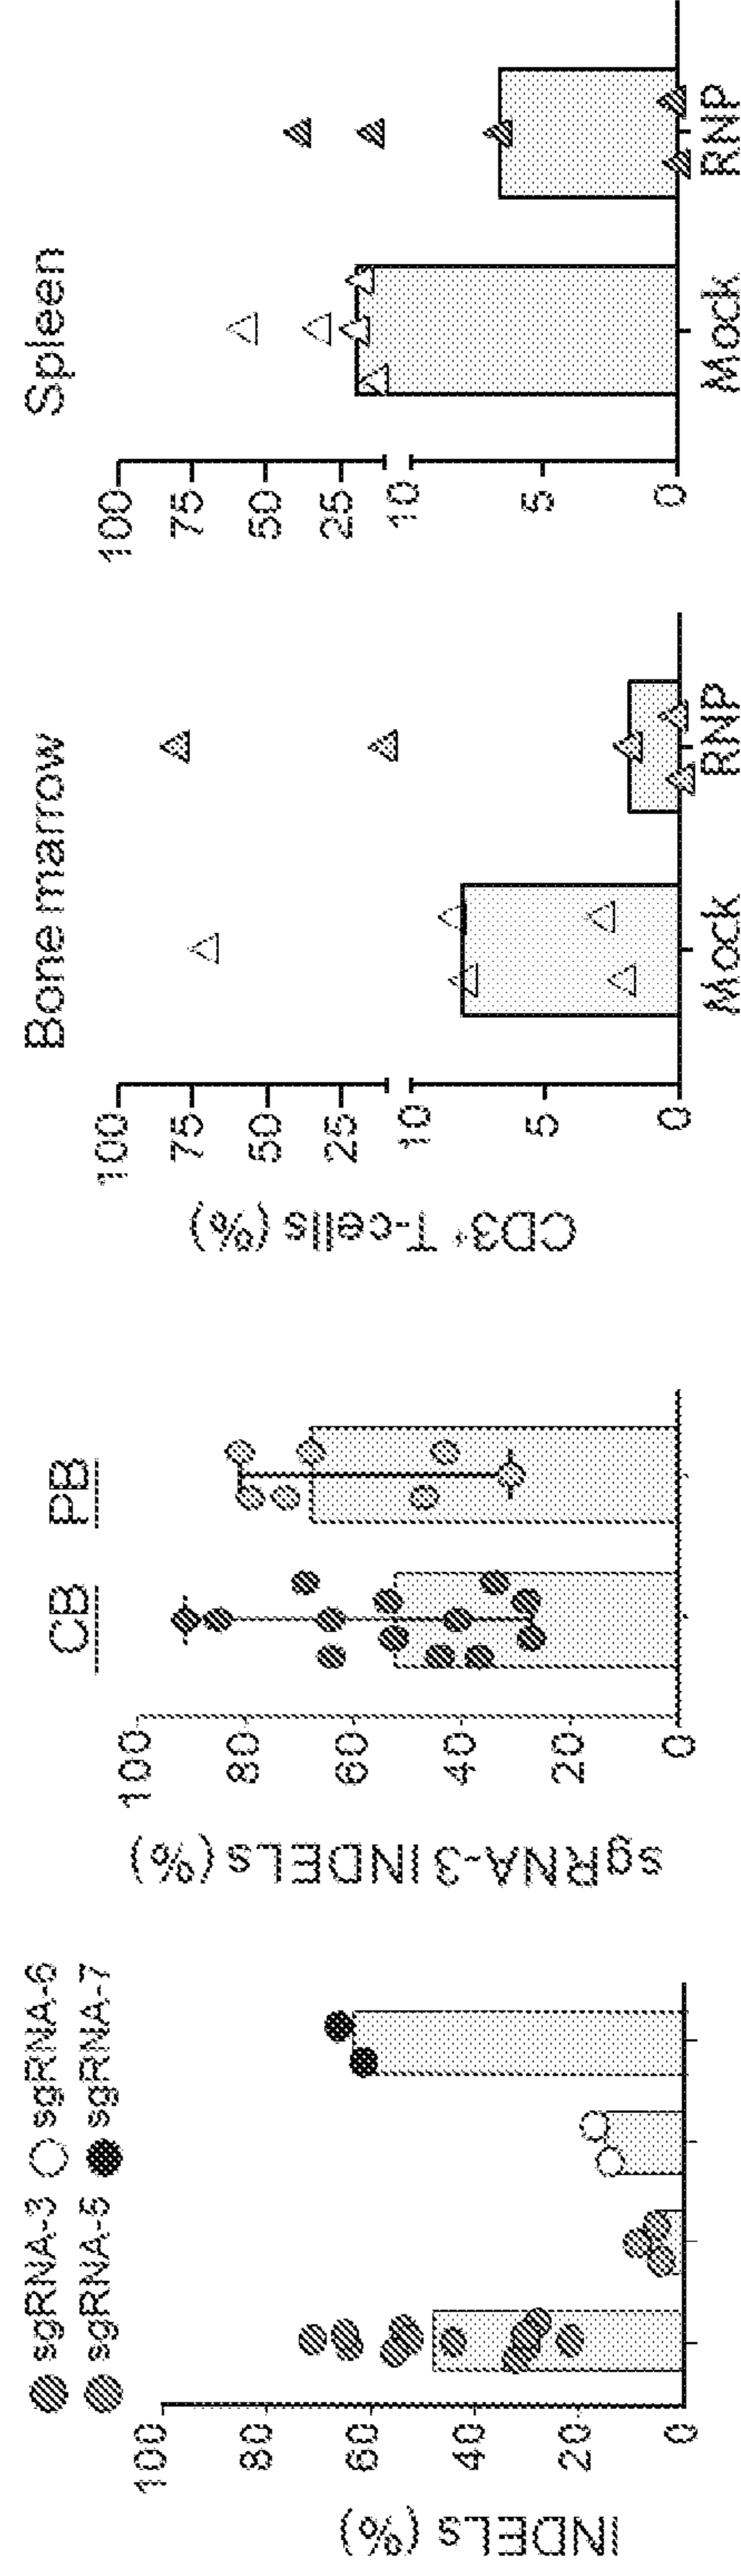 sgRNA-3 sgRNA-6
sgRNA-5 sgRNA-7
INDELs (%)
100
80
60
40
20
0
CB PB
sgRNA-3 INDELs (%)
100
80
60
40
20
0
Bone marrow
CD3+ T-cells (%)
100
75
50
25
10
5
0
Mock RNP
Spleen
100
75
50
25
10
5
0
Mock RNP